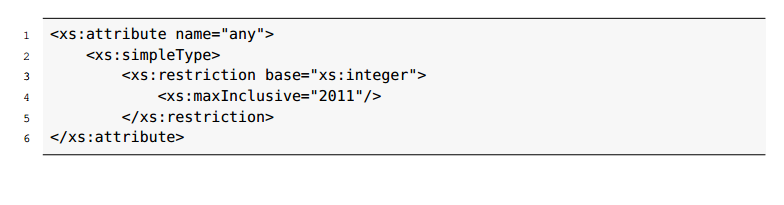 1 <xs:attribute name="any">
2     <xs:simpleType>
3         <xs:restriction base="xs:integer">
4             <xs:maxInclusive="2011"/>
5         </xs:restriction>
6 </xs:attribute>